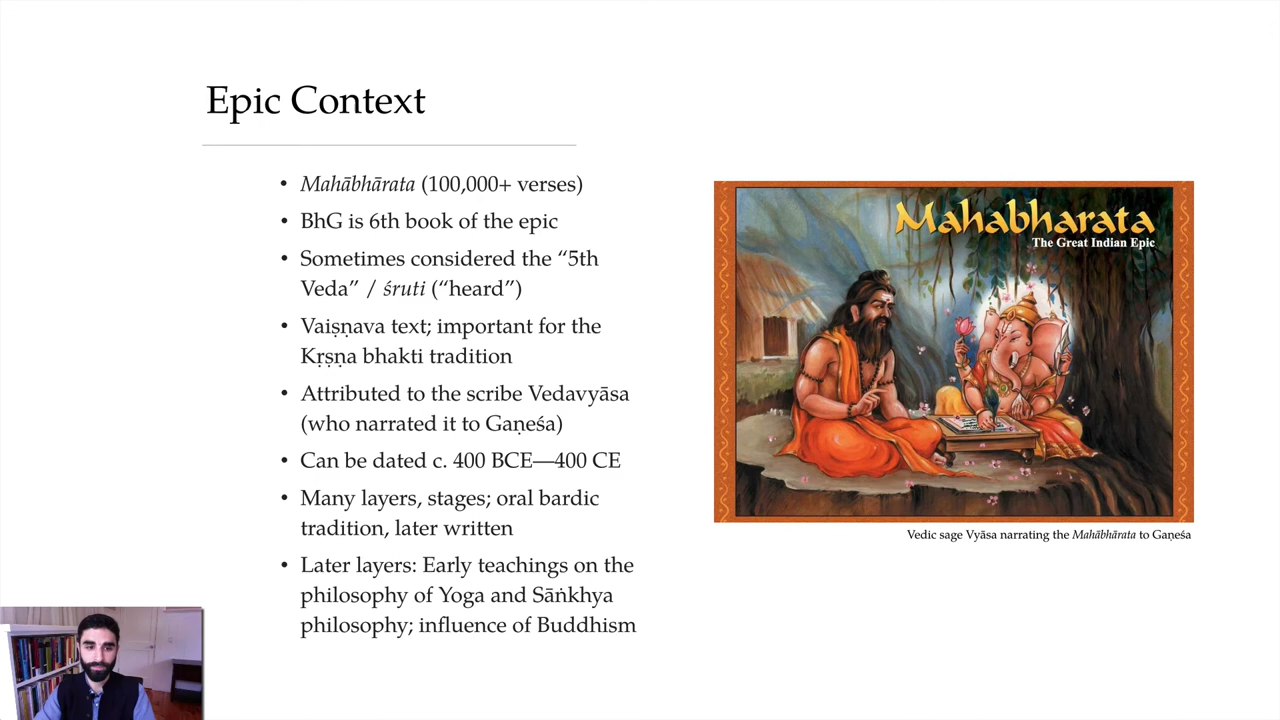 Epic Context
• Mahābhārata (100,000+ verses)
• BhG is 6th book of the epic
• Sometimes considered the “5th
Veda” / śruti (“heard”)
• Vaiṣṇava text; important for the
Kṛṣṇa bhakti tradition
• Attributed to the scribe Vedavyāsa
(who narrated it to Gaṇeśa)
• Can be dated c. 400 BCE—400 CE
• Many layers, stages; oral bardic
tradition, later written
• Later layers: Early teachings on the
philosophy of Yoga and Sāṅkhya
philosophy; influence of Buddhism
Mahabharata
The Great Indian Epic
Vedic sage Vyāsa narrating the Mahābhārata to Gaṇeśa